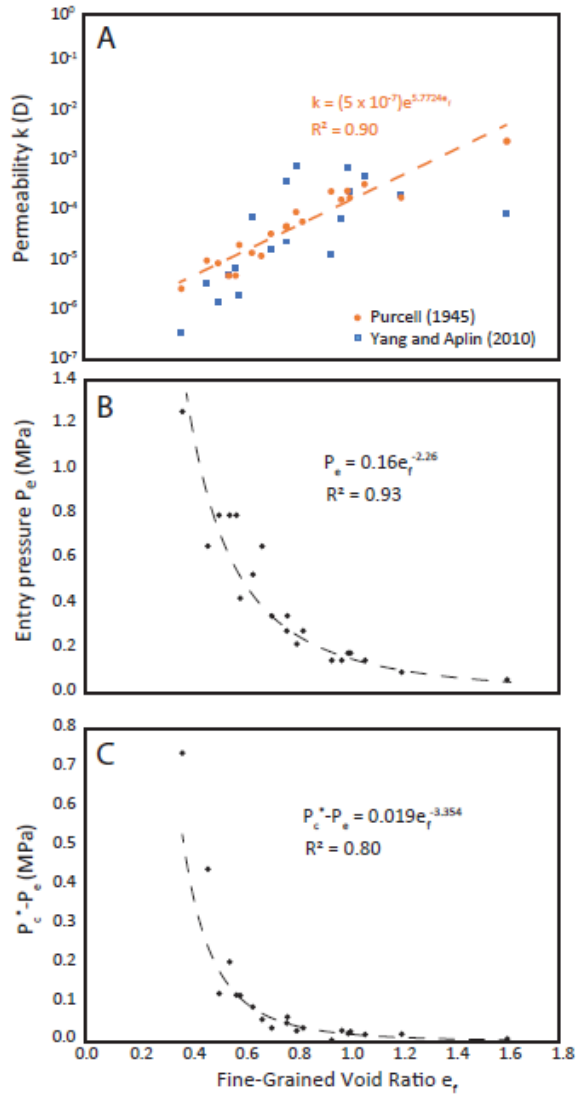 A
Permeability k (D)
10⁰
10⁻¹
10⁻²
10⁻³
10⁻⁴
10⁻⁵
10⁻⁶
10⁻⁷
k = (5 x 10⁻⁷)e^5.7724e_f
R² = 0.90
Purcell (1945)
Yang and Aplin (2010)
B
Entry pressure P_e (MPa)
1.4
1.2
1.0
0.8
0.6
0.4
0.2
0.0
P_e = 0.16e_f^-2.26
R² = 0.93
C
P_c^*-P_e (MPa)
0.8
0.7
0.6
0.5
0.4
0.3
0.2
0.1
0.0
P_c^*-P_e = 0.019e_f^-3.354
R² = 0.80
0.0 0.2 0.4 0.6 0.8 1.0 1.2 1.4 1.6 1.8
Fine-Grained Void Ratio e_f